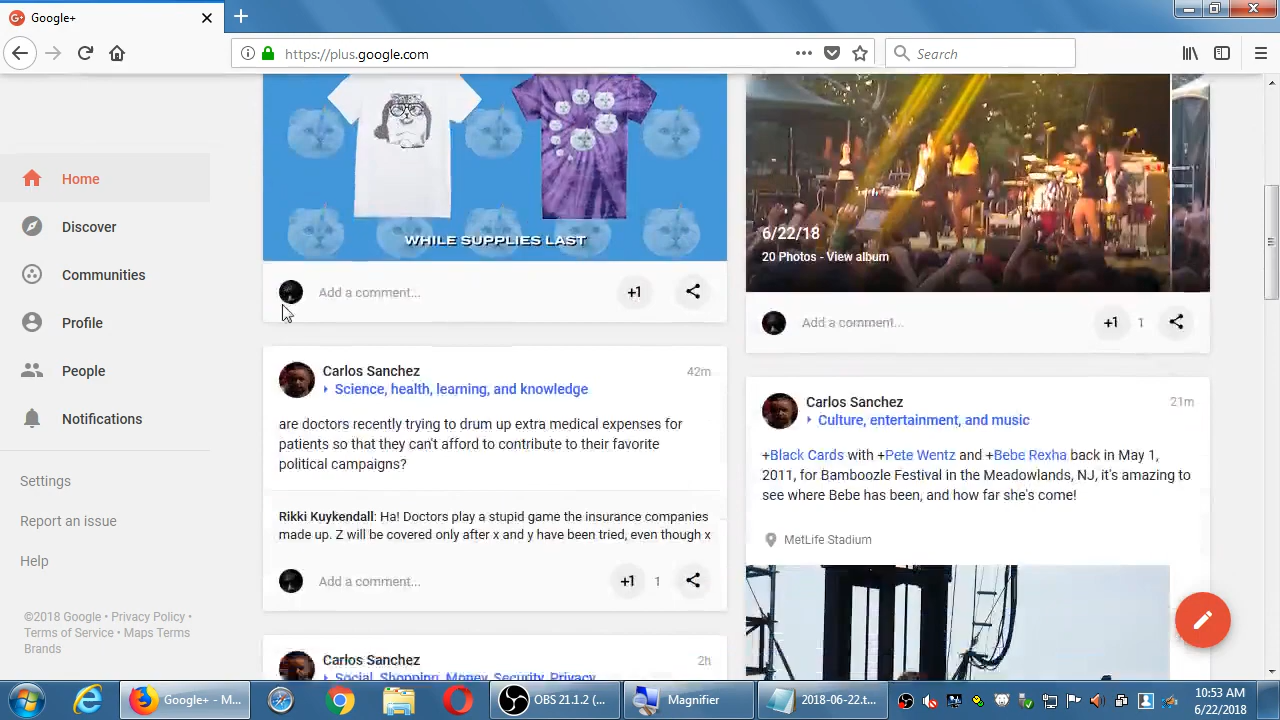 Google+
https://plus.google.com
Search
Home
Discover
Communities
Profile
People
Notifications
Settings
Report an issue
Help
©2018 Google • Privacy Policy •
Terms of Service • Maps Terms
Brands
WHILE SUPPLIES LAST
Add a comment...
+1
Carlos Sanchez
42m
Science, health, learning, and knowledge
are doctors recently trying to drum up extra medical expenses for
patients so that they can't afford to contribute to their favorite
political campaigns?
Rikki Kuykendall: Ha! Doctors play a stupid game the insurance companies
made up. Z will be covered only after x and y have been tried, even though x
Add a comment...
+1 1
Carlos Sanchez
2h
Social, Shopping, Money, Security, Privacy
6/22/18
20 Photos - View album
Add a comment...
+1 1
Carlos Sanchez
21m
Culture, entertainment, and music
+Black Cards with +Pete Wentz and +Bebe Rexha back in May 1,
2011, for Bamboozle Festival in the Meadowlands, NJ, it's amazing to
see where Bebe has been, and how far she's come!
MetLife Stadium
Google+ - M...
OBS 21.1.2 (...
Magnifier
2018-06-22.t...
10:53 AM
6/22/2018